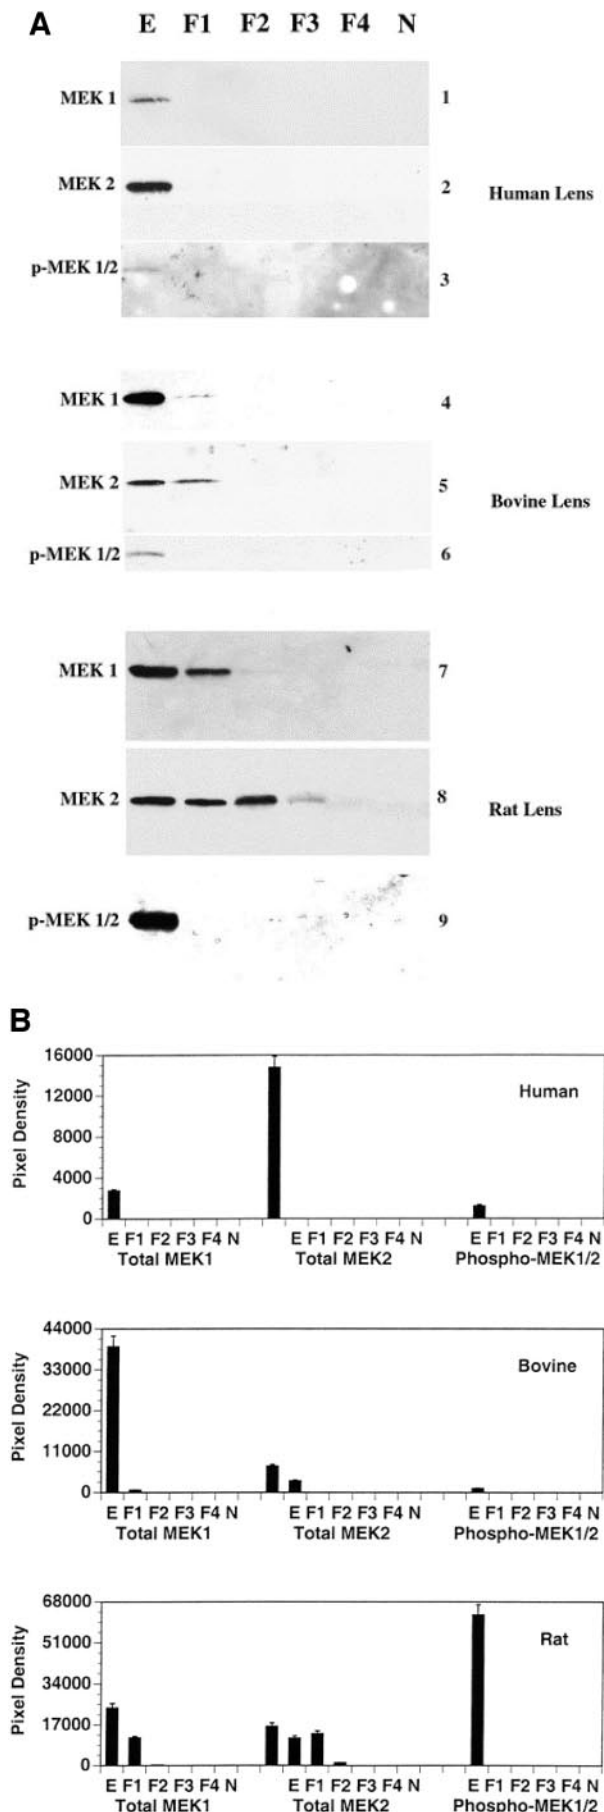 A
E F1 F2 F3 F4 N
MEK 1 1
MEK 2 2 Human Lens
p-MEK 1/2 3
MEK 1 4
MEK 2 5 Bovine Lens
p-MEK 1/2 6
MEK 1 7
MEK 2 8 Rat Lens
p-MEK 1/2 9
B
Pixel Density
16000
12000
8000
4000
0
Human
E F1 F2 F3 F4 N E F1 F2 F3 F4 N E F1 F2 F3 F4 N
Total MEK1 Total MEK2 Phospho-MEK1/2
Pixel Density
44000
33000
22000
11000
0
Bovine
E F1 F2 F3 F4 N E F1 F2 F3 F4 N E F1 F2 F3 F4 N
Total MEK1 Total MEK2 Phospho-MEK1/2
Pixel Density
68000
51000
34000
17000
0
Rat
E F1 F2 F3 F4 N E F1 F2 F3 F4 N E F1 F2 F3 F4 N
Total MEK1 Total MEK2 Phospho-MEK1/2